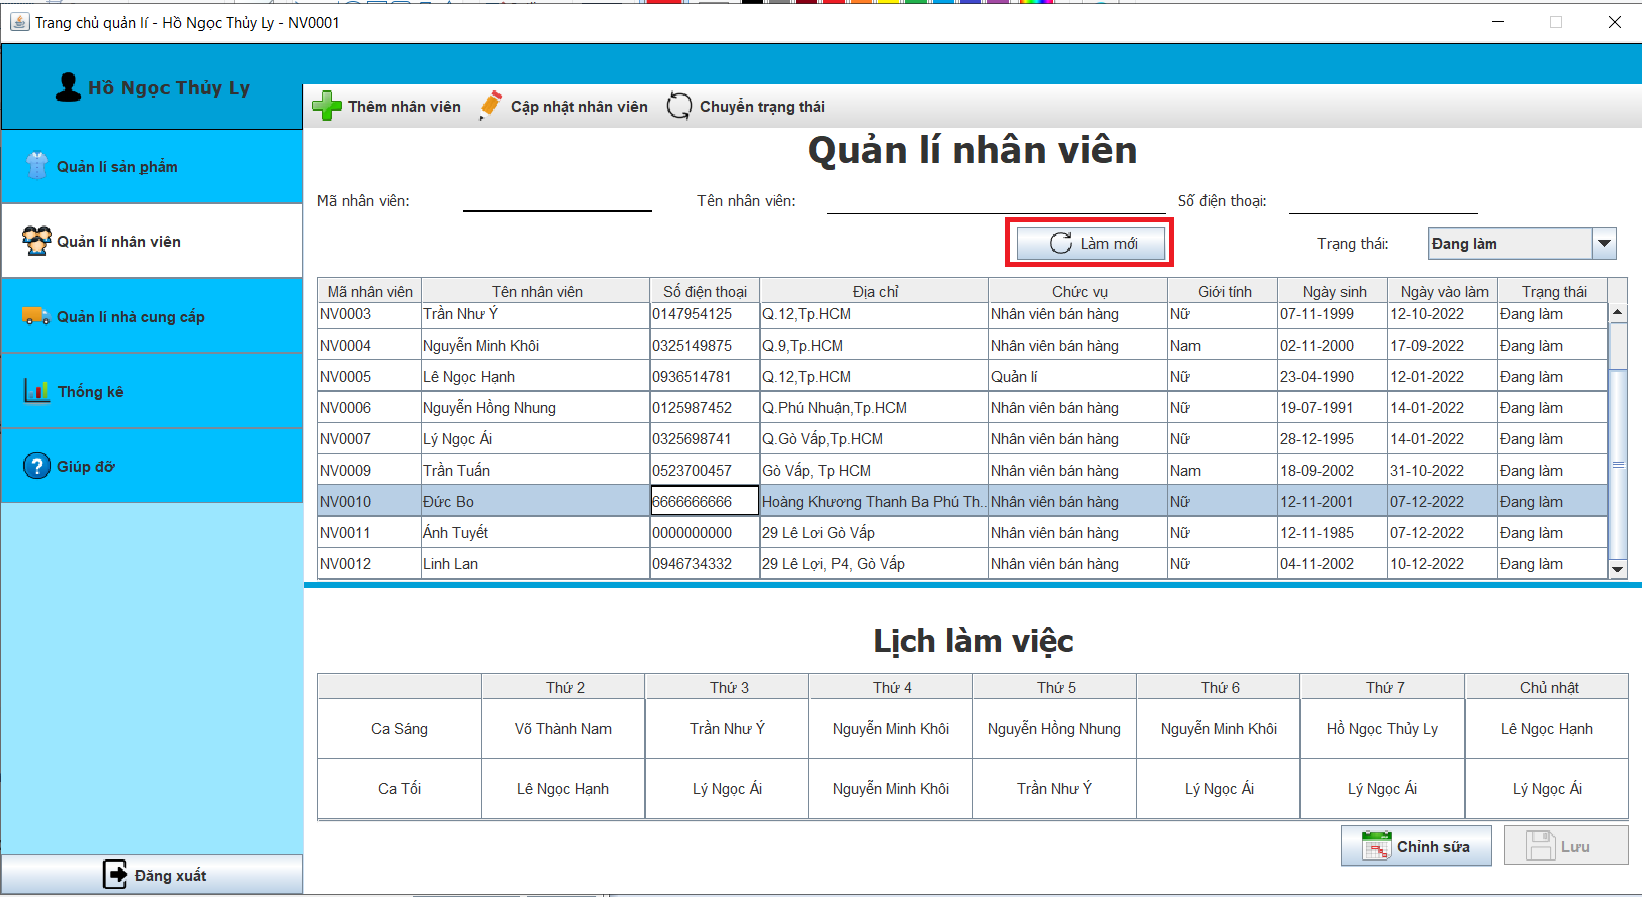 Trang chủ quản lí - Hồ Ngọc Thủy Ly - NV0001
Hồ Ngọc Thủy Ly
Thêm nhân viên Cập nhật nhân viên Chuyển trạng thái
Quản lí sản phẩm
Quản lí nhân viên
Quản lí nhà cung cấp
Thống kê
Giúp đỡ
Đăng xuất
Quản lí nhân viên
Mã nhân viên: Tên nhân viên: Số điện thoại:
Làm mới Trạng thái: Đang làm
Mã nhân viên Tên nhân viên Số điện thoại Địa chỉ Chức vụ Giới tính Ngày sinh Ngày vào làm Trạng thái
NV0003 Trần Như Ý 0147954125 Q.12,Tp.HCM Nhân viên bán hàng Nữ 07-11-1999 12-10-2022 Đang làm
NV0004 Nguyễn Minh Khôi 0325149875 Q.9,Tp.HCM Nhân viên bán hàng Nam 02-11-2000 17-09-2022 Đang làm
NV0005 Lê Ngọc Hạnh 0936514781 Q.12,Tp.HCM Quản lí Nữ 23-04-1990 12-01-2022 Đang làm
NV0006 Nguyễn Hồng Nhung 0125987452 Q.Phú Nhuận,Tp.HCM Nhân viên bán hàng Nữ 19-07-1991 14-01-2022 Đang làm
NV0007 Lý Ngọc Ái 0325698741 Q.Gò Vấp,Tp.HCM Nhân viên bán hàng Nữ 28-12-1995 14-01-2022 Đang làm
NV0009 Trần Tuấn 0523700457 Gò Vấp, Tp HCM Nhân viên bán hàng Nam 18-09-2002 31-10-2022 Đang làm
NV0010 Đức Bo 6666666666 Hoàng Khương Thanh Ba Phú Th... Nhân viên bán hàng Nữ 12-11-2001 07-12-2022 Đang làm
NV0011 Ánh Tuyết 0000000000 29 Lê Lơi Gò Vấp Nhân viên bán hàng Nữ 12-11-1985 07-12-2022 Đang làm
NV0012 Linh Lan 0946734332 29 Lê Lợi, P4, Gò Vấp Nhân viên bán hàng Nữ 04-11-2002 10-12-2022 Đang làm
Lịch làm việc
Thứ 2 Thứ 3 Thứ 4 Thứ 5 Thứ 6 Thứ 7 Chủ nhật
Ca Sáng Võ Thành Nam Trần Như Ý Nguyễn Minh Khôi Nguyễn Hồng Nhung Nguyễn Minh Khôi Hồ Ngọc Thủy Ly Lê Ngọc Hạnh
Ca Tối Lê Ngọc Hạnh Lý Ngọc Ái Nguyễn Minh Khôi Trần Như Ý Lý Ngọc Ái Lý Ngọc Ái Lý Ngọc Ái
Chỉnh sữa Lưu